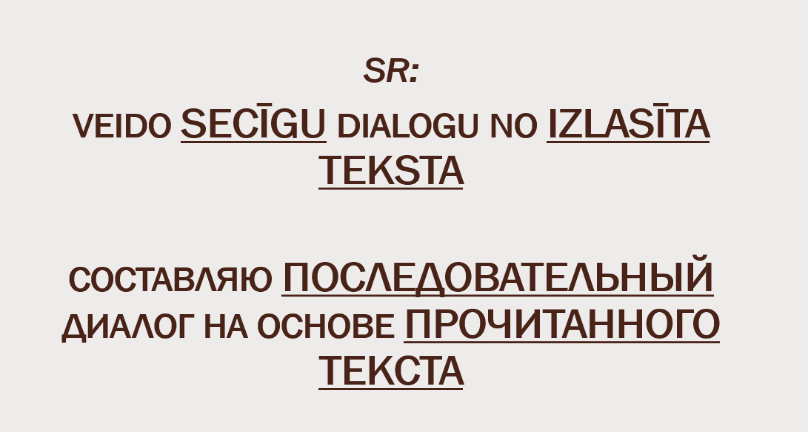 SR:
VEIDO SECĪGU DIALOGU NO IZLASĪTA
TEKSTA
СОСТАВЛЯЮ ПОСЛЕДОВАТЕЛЬНЫЙ
ДИАЛОГ НА ОСНОВЕ ПРОЧИТАННОГО
ТЕКСТА